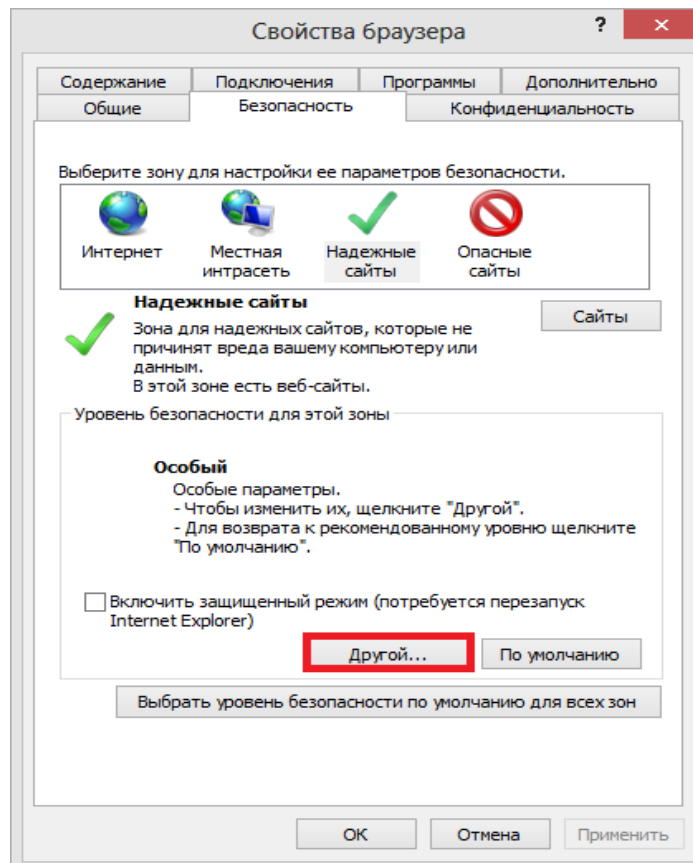 Свойства браузера
?
×
Содержание
Подключения
Программы
Дополнительно
Общие
Безопасность
Конфиденциальность
Выберите зону для настройки ее параметров безопасности.
Интернет
Местная
интрасеть
Надежные
сайты
Опасные
сайты
Надежные сайты
Зона для надежных сайтов, которые не
причинят вреда вашему компьютеру или
данным.
В этой зоне есть веб-сайты.
Сайты
Уровень безопасности для этой зоны
Особый
Особые параметры.
- Чтобы изменить их, щелкните "Другой".
- Для возврата к рекомендованному уровню щелкните
"По умолчанию".
Включить защищенный режим (потребуется перезапуск
Internet Explorer)
Другой...
По умолчанию
Выбрать уровень безопасности по умолчанию для всех зон
ОК
Отмена
Применить